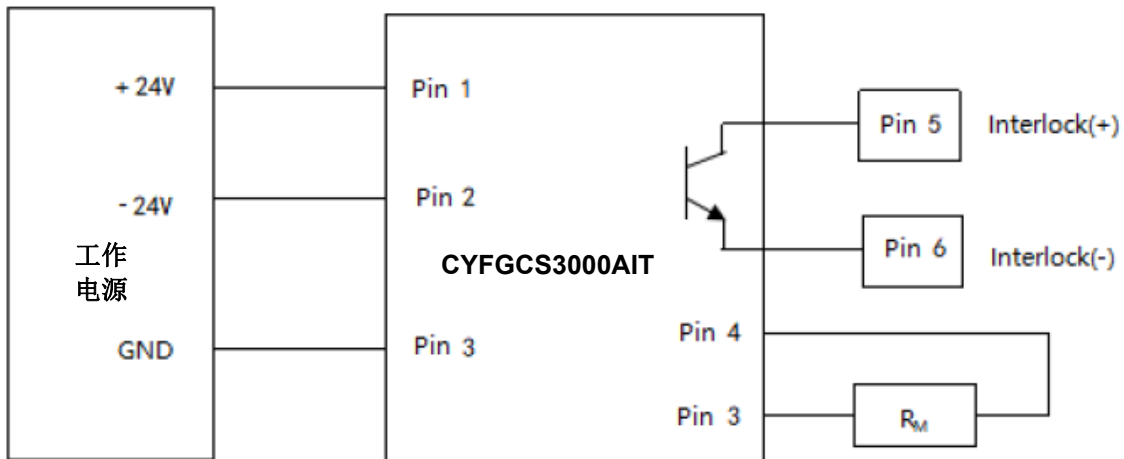 + 24V
Pin 1
Pin 5
Interlock(+)
- 24V
Pin 2
工作
电源
CYFGCS3000AIT
Pin 6
Interlock(-)
GND
Pin 3
Pin 4
Pin 3
RM